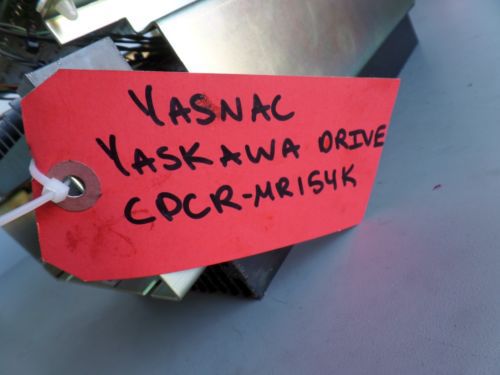 YASNAC
YASKAWA DRIVE
CPCR-MR154K